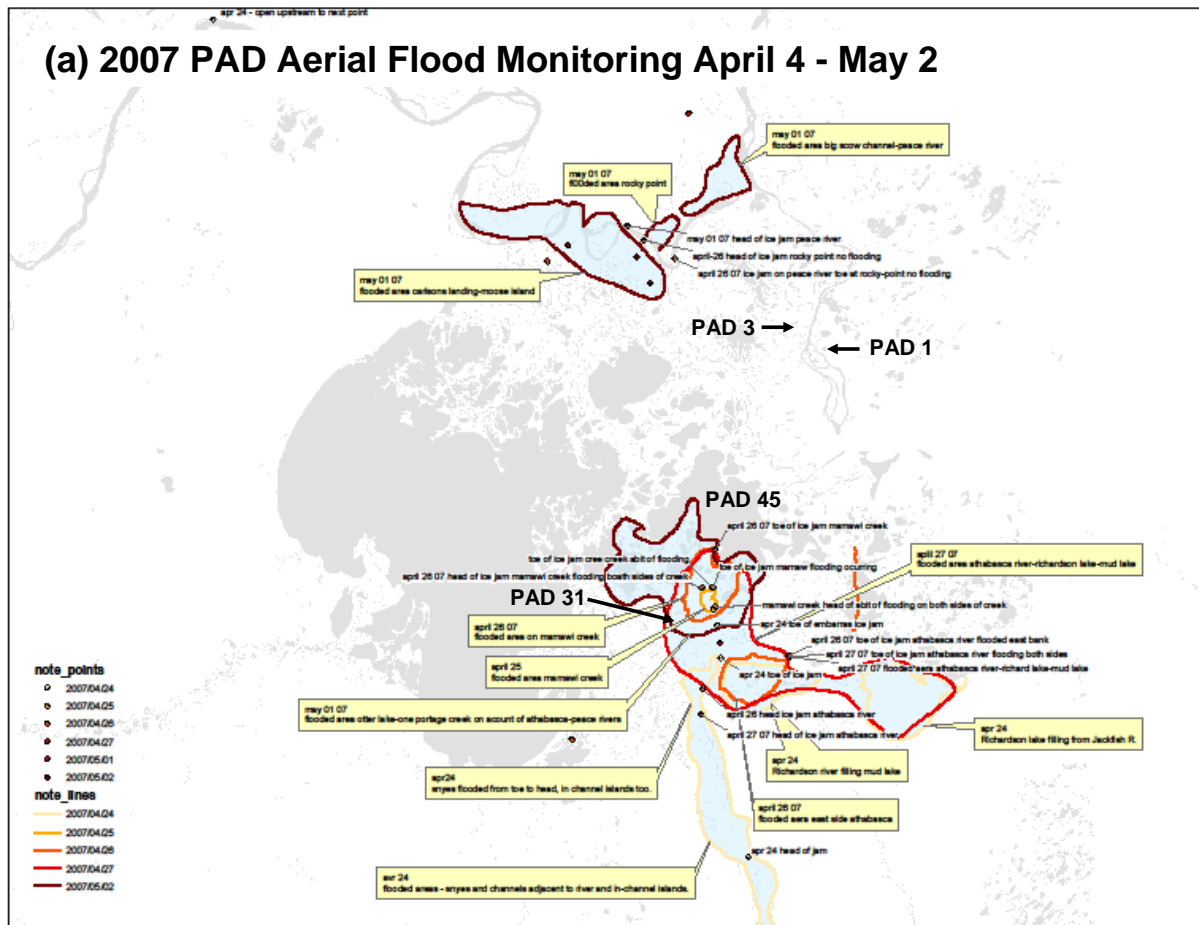 apr 24 - open upstream to next point
(a) 2007 PAD Aerial Flood Monitoring April 4 - May 2
may 01 07
flooded area big scow channel-peace river
may 01 07
f00ded area rocky point
may 01 07 head of ice jam peace river
april-26 head of ice jam rocky point no flooding
april 26 07 ice jam on peace river toe at rocky-point no flooding
may 01 07
flooded area carlsons landing-moose island
PAD 3
PAD 1
PAD 45
april 26 07 toe of ice jam mamawi creek
april 27 07
flooded area athabasca river-richardson lake-mud lake
toe of ice jam cree creek abit of flooding
toe of ice jam mamaw flooding ocurring
april 26 07 head of ice jam mamawi creek flooding boath sides of creek
PAD 31
mamawi creek head of abit of flooding on both sides of creek
apr 24 toe of embarras ice jam
april 26 07
flooded area on mamawi creek
april 26 07 toe of ice jam athabasca river flooded east bank
april 27 07 toe of ice jam athabasca river flooding both sides
april 27 07 flooded aera athabasca river-richard lake-mud lake
april 25
flooded area mamawi creek
apr 24 toe of ice jam
may 01 07
flooded area otter lake-one portage creek on account of athabasca-peace rivers
april 26 head ice jam athabasca river
april 27 07 head of ice jam athabasca river
apr 24
Richardson lake filling from Jackfish R.
apr 24
Richardson river filling mud lake
apr24
snyes flooded from toe to head, in channel islands too.
april 26 07
flooded aera east side athabasca
apr 24 head of jam
avr 24
flooded areas - snyes and channels adjacent to river and in-channel islands.
note_points
2007/04/24
2007/04/25
2007/04/26
2007/04/27
2007/05/01
2007/05/02
note_lines
2007/04/24
2007/04/25
2007/04/26
2007/04/27
2007/05/02